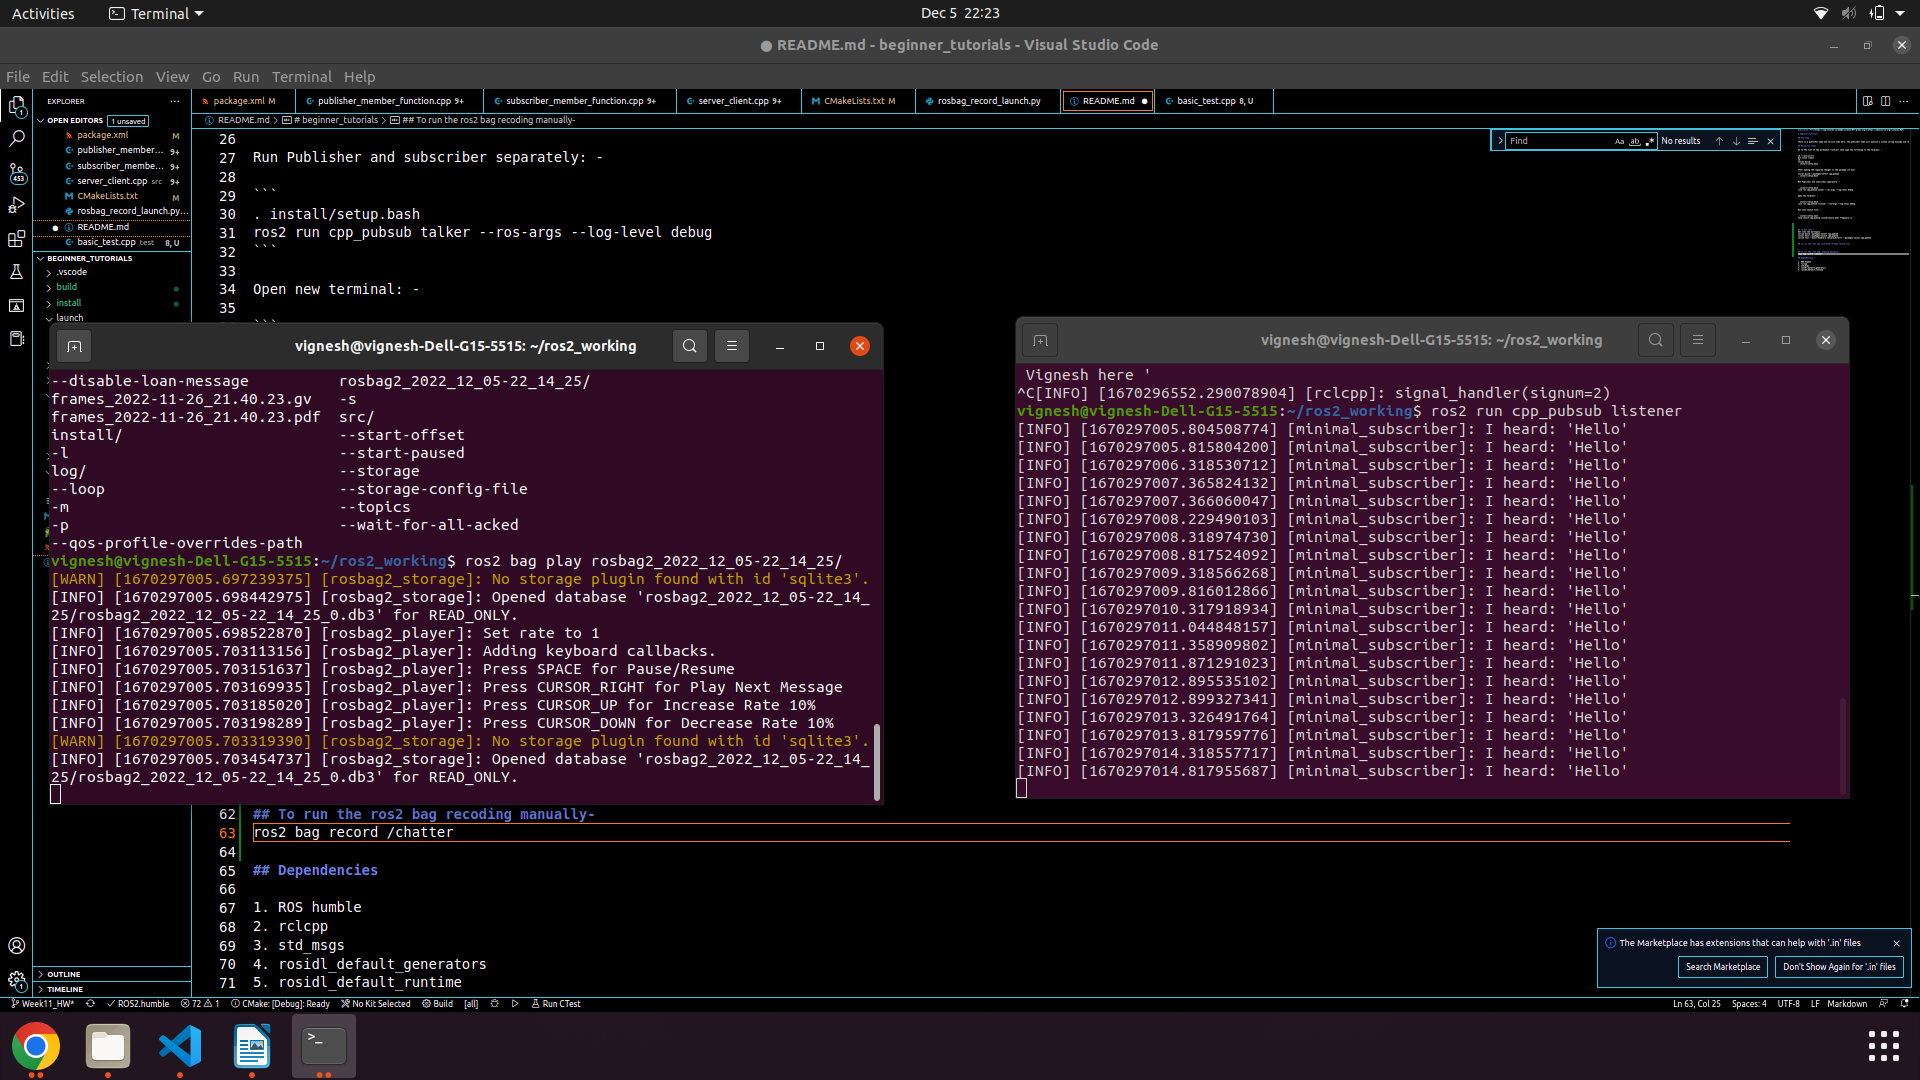 Activities
Terminal
Dec 5 22:23
● README.md - beginner_tutorials - Visual Studio Code
File Edit Selection View Go Run Terminal Help
EXPLORER
package.xml M
publisher_member_function.cpp 9+
subscriber_member_function.cpp 9+
server_client.cpp 9+
CMakeLists.txt M
rosbag_record_launch.py
README.md ●
basic_test.cpp 8, U
OPEN EDITORS 1 unsaved
package.xml M
publisher_member... 9+
subscriber_membe... 9+
server_client.cpp src 9+
CMakeLists.txt M
rosbag_record_launch.py...
● README.md
basic_test.cpp test 8, U
BEGINNER_TUTORIALS
.vscode
build
install
launch
README.md > # beginner_tutorials > ## To run the ros2 bag recoding manually-
Find
Aa ab .*
No results
26
27 Run Publisher and subscriber separately: -
28
29 ```
30 . install/setup.bash
31 ros2 run cpp_pubsub talker --ros-args --log-level debug
32 ```
33
34 Open new terminal: -
35
vignesh@vignesh-Dell-G15-5515: ~/ros2_working
--disable-loan-message rosbag2_2022_12_05-22_14_25/
frames_2022-11-26_21.40.23.gv -s
frames_2022-11-26_21.40.23.pdf src/
install/ --start-offset
-l --start-paused
log/ --storage
--loop --storage-config-file
-m --topics
-p --wait-for-all-acked
--qos-profile-overrides-path
vignesh@vignesh-Dell-G15-5515:~/ros2_working$ ros2 bag play rosbag2_2022_12_05-22_14_25/
[WARN] [1670297005.697239375] [rosbag2_storage]: No storage plugin found with id 'sqlite3'.
[INFO] [1670297005.698442975] [rosbag2_storage]: Opened database 'rosbag2_2022_12_05-22_14_
25/rosbag2_2022_12_05-22_14_25_0.db3' for READ_ONLY.
[INFO] [1670297005.698522870] [rosbag2_player]: Set rate to 1
[INFO] [1670297005.703113156] [rosbag2_player]: Adding keyboard callbacks.
[INFO] [1670297005.703151637] [rosbag2_player]: Press SPACE for Pause/Resume
[INFO] [1670297005.703169935] [rosbag2_player]: Press CURSOR_RIGHT for Play Next Message
[INFO] [1670297005.703185020] [rosbag2_player]: Press CURSOR_UP for Increase Rate 10%
[INFO] [1670297005.703198289] [rosbag2_player]: Press CURSOR_DOWN for Decrease Rate 10%
[WARN] [1670297005.703319390] [rosbag2_storage]: No storage plugin found with id 'sqlite3'.
[INFO] [1670297005.703454737] [rosbag2_storage]: Opened database 'rosbag2_2022_12_05-22_14_
25/rosbag2_2022_12_05-22_14_25_0.db3' for READ_ONLY.
vignesh@vignesh-Dell-G15-5515: ~/ros2_working
Vignesh here '
^C[INFO] [1670296552.290078904] [rclcpp]: signal_handler(signum=2)
vignesh@vignesh-Dell-G15-5515:~/ros2_working$ ros2 run cpp_pubsub listener
[INFO] [1670297005.804508774] [minimal_subscriber]: I heard: 'Hello'
[INFO] [1670297005.815804200] [minimal_subscriber]: I heard: 'Hello'
[INFO] [1670297006.318530712] [minimal_subscriber]: I heard: 'Hello'
[INFO] [1670297007.365824132] [minimal_subscriber]: I heard: 'Hello'
[INFO] [1670297007.366060047] [minimal_subscriber]: I heard: 'Hello'
[INFO] [1670297008.229490103] [minimal_subscriber]: I heard: 'Hello'
[INFO] [1670297008.318974730] [minimal_subscriber]: I heard: 'Hello'
[INFO] [1670297008.817524092] [minimal_subscriber]: I heard: 'Hello'
[INFO] [1670297009.318566268] [minimal_subscriber]: I heard: 'Hello'
[INFO] [1670297009.816012866] [minimal_subscriber]: I heard: 'Hello'
[INFO] [1670297010.317918934] [minimal_subscriber]: I heard: 'Hello'
[INFO] [1670297011.044848157] [minimal_subscriber]: I heard: 'Hello'
[INFO] [1670297011.358909802] [minimal_subscriber]: I heard: 'Hello'
[INFO] [1670297011.871291023] [minimal_subscriber]: I heard: 'Hello'
[INFO] [1670297012.895535102] [minimal_subscriber]: I heard: 'Hello'
[INFO] [1670297012.899327341] [minimal_subscriber]: I heard: 'Hello'
[INFO] [1670297013.326491764] [minimal_subscriber]: I heard: 'Hello'
[INFO] [1670297013.817959776] [minimal_subscriber]: I heard: 'Hello'
[INFO] [1670297014.318557717] [minimal_subscriber]: I heard: 'Hello'
[INFO] [1670297014.817955687] [minimal_subscriber]: I heard: 'Hello'
62 ## To run the ros2 bag recoding manually-
63 ros2 bag record /chatter
64
65 ## Dependencies
66
67 1. ROS humble
68 2. rclcpp
69 3. std_msgs
70 4. rosidl_default_generators
71 5. rosidl_default_runtime
OUTLINE
TIMELINE
The Marketplace has extensions that can help with '.in' files
Search Marketplace
Don't Show Again for '.in' files
Week11_HW* ROS2.humble 72 1 CMake: [Debug]: Ready No Kit Selected Build [all] Run CTest
Ln 63, Col 25 Spaces: 4 UTF-8 LF Markdown